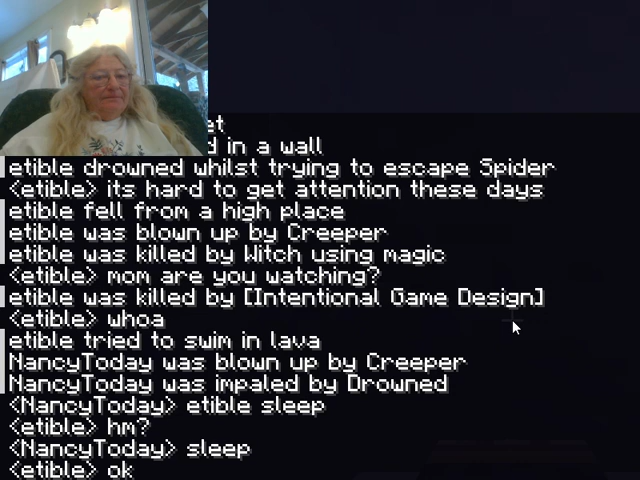 et
d in a wall
etible drowned whilst trying to escape Spider
<etible> its hard to get attention these days
etible fell from a high place
etible was blown up by Creeper
etible was killed by Witch using magic
<etible> mom are you watching?
etible was killed by [Intentional Game Design]
<etible> whoa
etible tried to swim in lava
NancyToday was blown up by Creeper
NancyToday was impaled by Drowned
<NancyToday> etible sleep
<etible> hm?
<NancyToday> sleep
<etible> ok